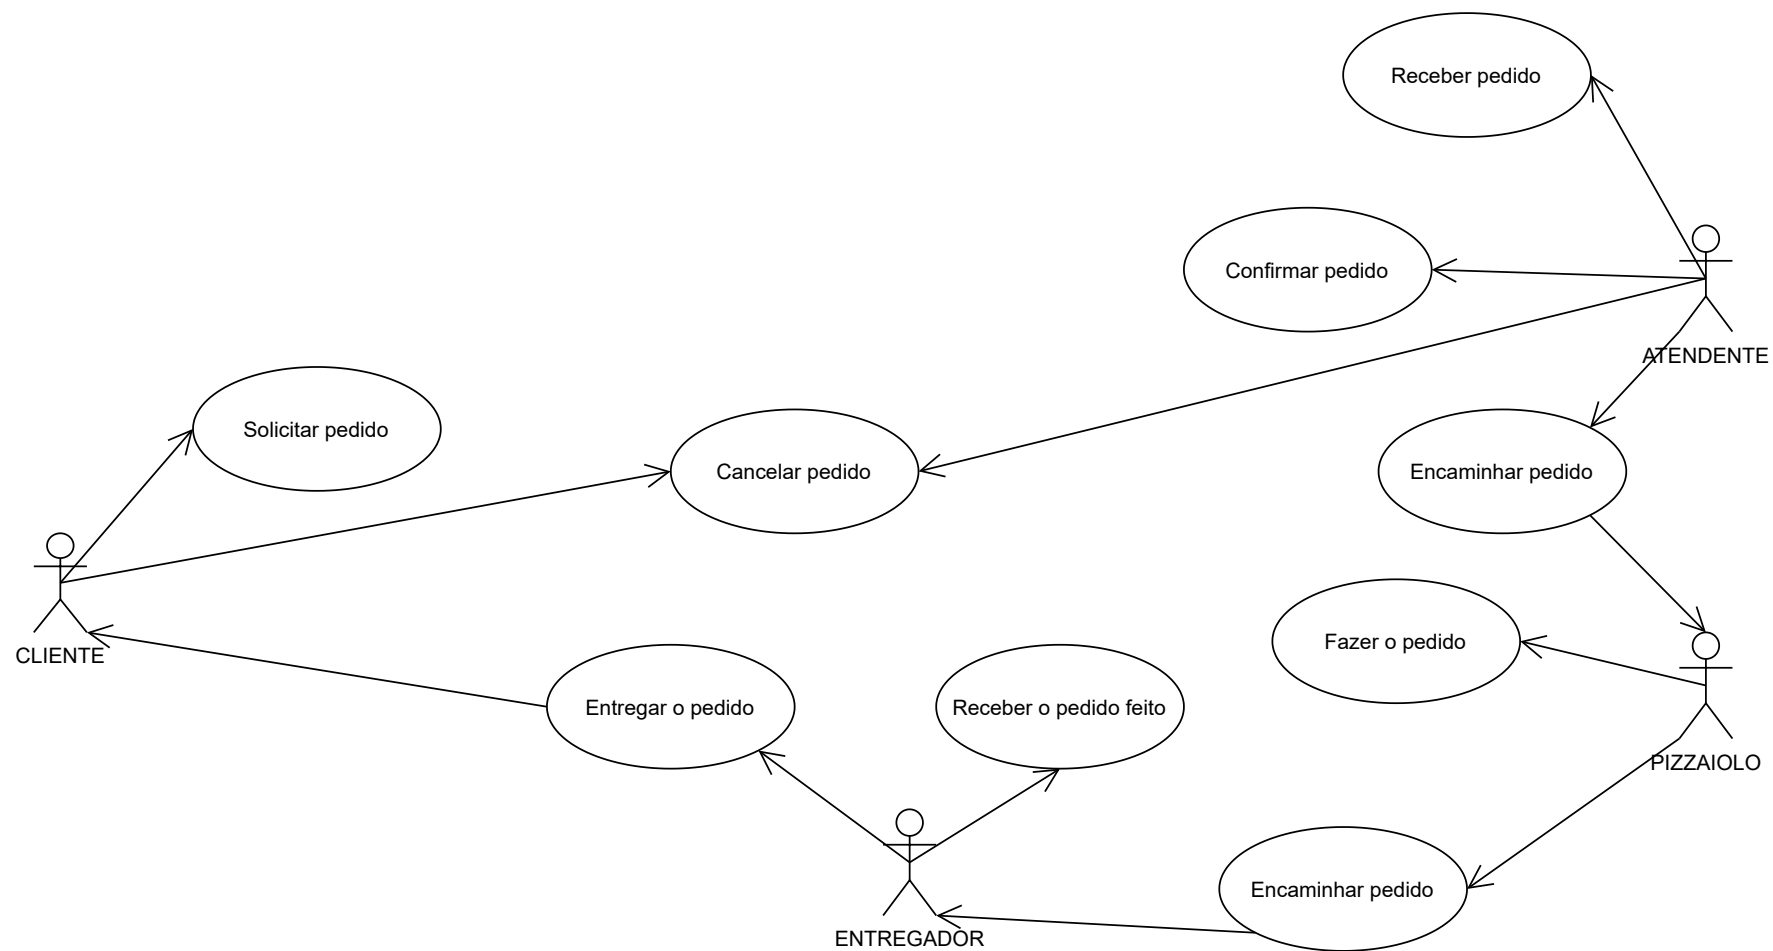 Receber pedido
Confirmar pedido
ATENDENTE
Solicitar pedido
Cancelar pedido
Encaminhar pedido
Fazer o pedido
CLIENTE
Entregar o pedido
Receber o pedido feito
PIZZAIOLO
Encaminhar pedido
ENTREGADOR